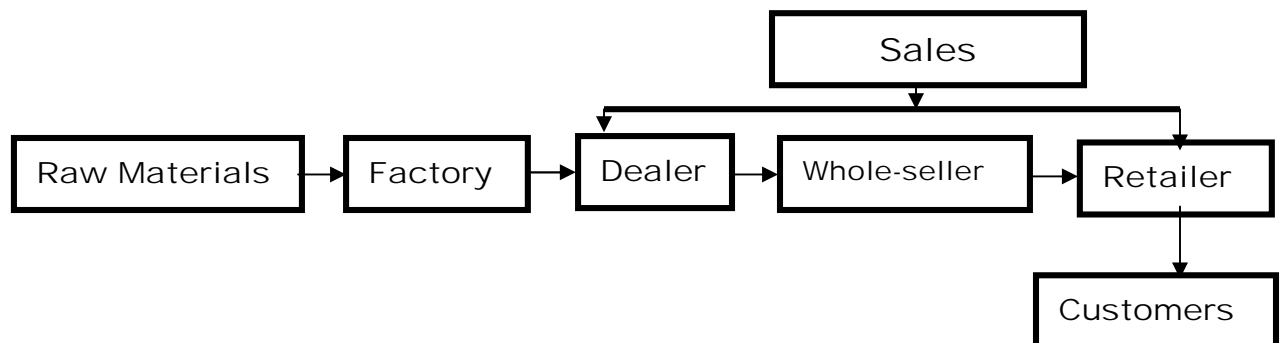 Sales
Raw Materials
Factory
Dealer
Whole-seller
Retailer
Customers